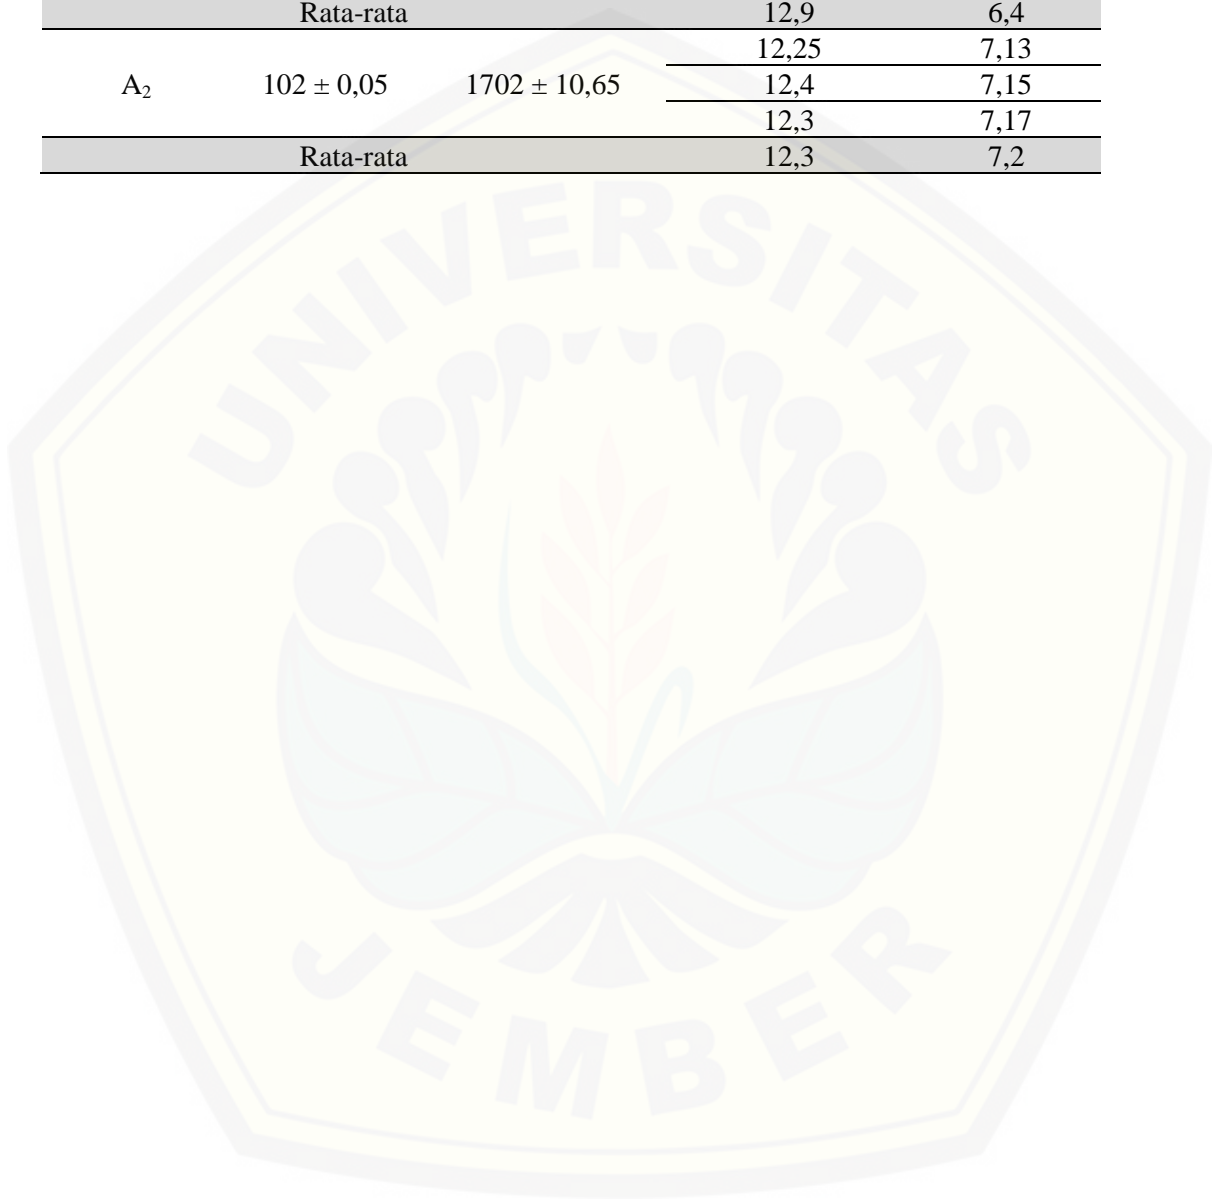 Rata-rata 12,9 6,4
12,25 7,13
A₂ 102 ± 0,05 1702 ± 10,65 12,4 7,15
12,3 7,17
Rata-rata 12,3 7,2
UNIVERSITAS
JEMBER